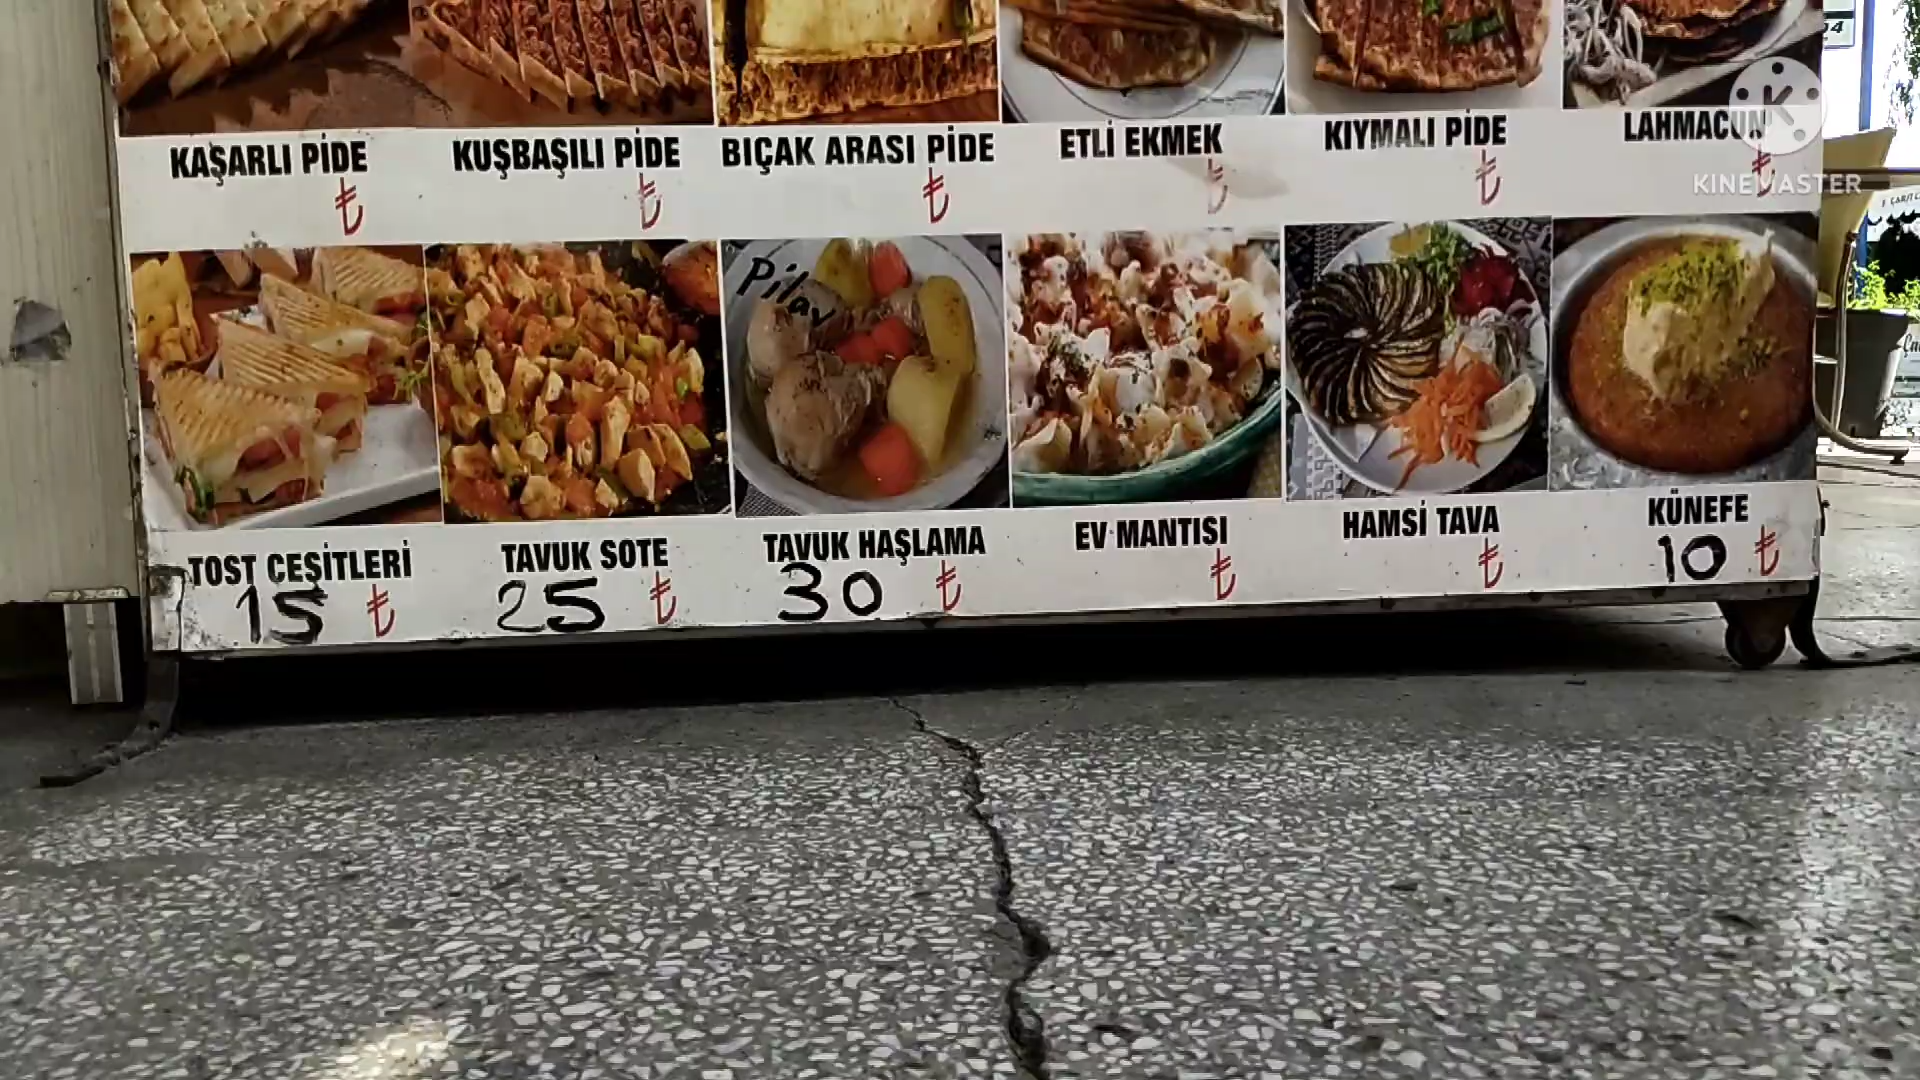 KAŞARLI PİDE
₺
KUŞBAŞILI PİDE
₺
BIÇAK ARASI PİDE
₺
ETLİ EKMEK
₺
KIYMALI PİDE
₺
LAHMACUN
₺
KINEMASTER
Pilav
TOST ÇEŞİTLERİ
15 ₺
TAVUK SOTE
25 ₺
TAVUK HAŞLAMA
30 ₺
EV MANTISI
₺
HAMSİ TAVA
₺
KÜNEFE
10 ₺